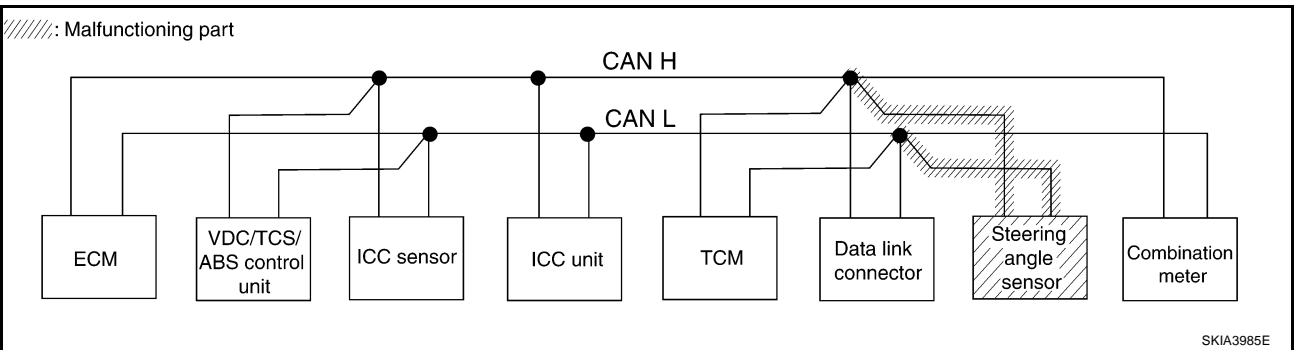 : Malfunctioning part
CAN H
CAN L
ECM
VDC/TCS/
ABS control
unit
ICC sensor
ICC unit
TCM
Data link
connector
Steering
angle
sensor
Combination
meter
SKIA3985E